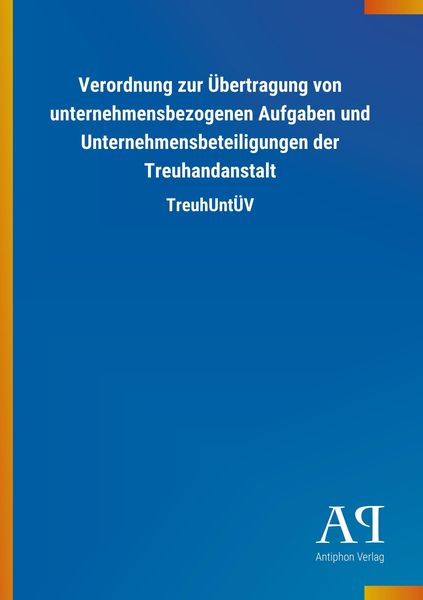 Verordnung zur Übertragung von
unternehmensbezogenen Aufgaben und
Unternehmensbeteiligungen der
Treuhandanstalt
TreuhUntÜV
AP
Antiphon Verlag